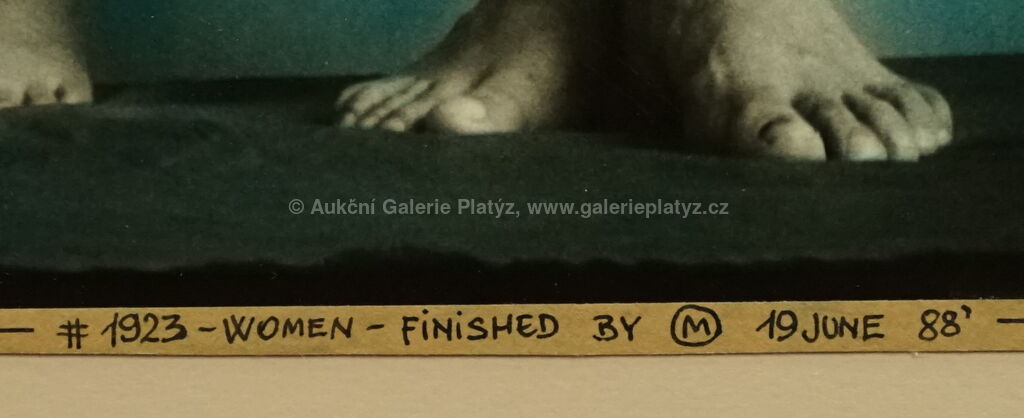 © Aukční Galerie Platýz, www.galerieplatyz.cz
— # 1923 - WOMEN - FiNiSHED BY Ⓜ 19 JUNE 88' —